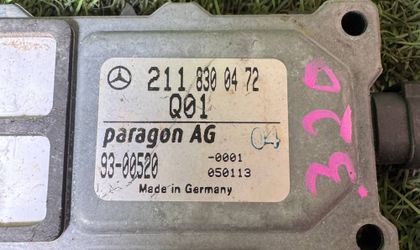 211 830 04 72
Q01
paragon AG 04
93-00520 -0001
050113
Made in Germany
320